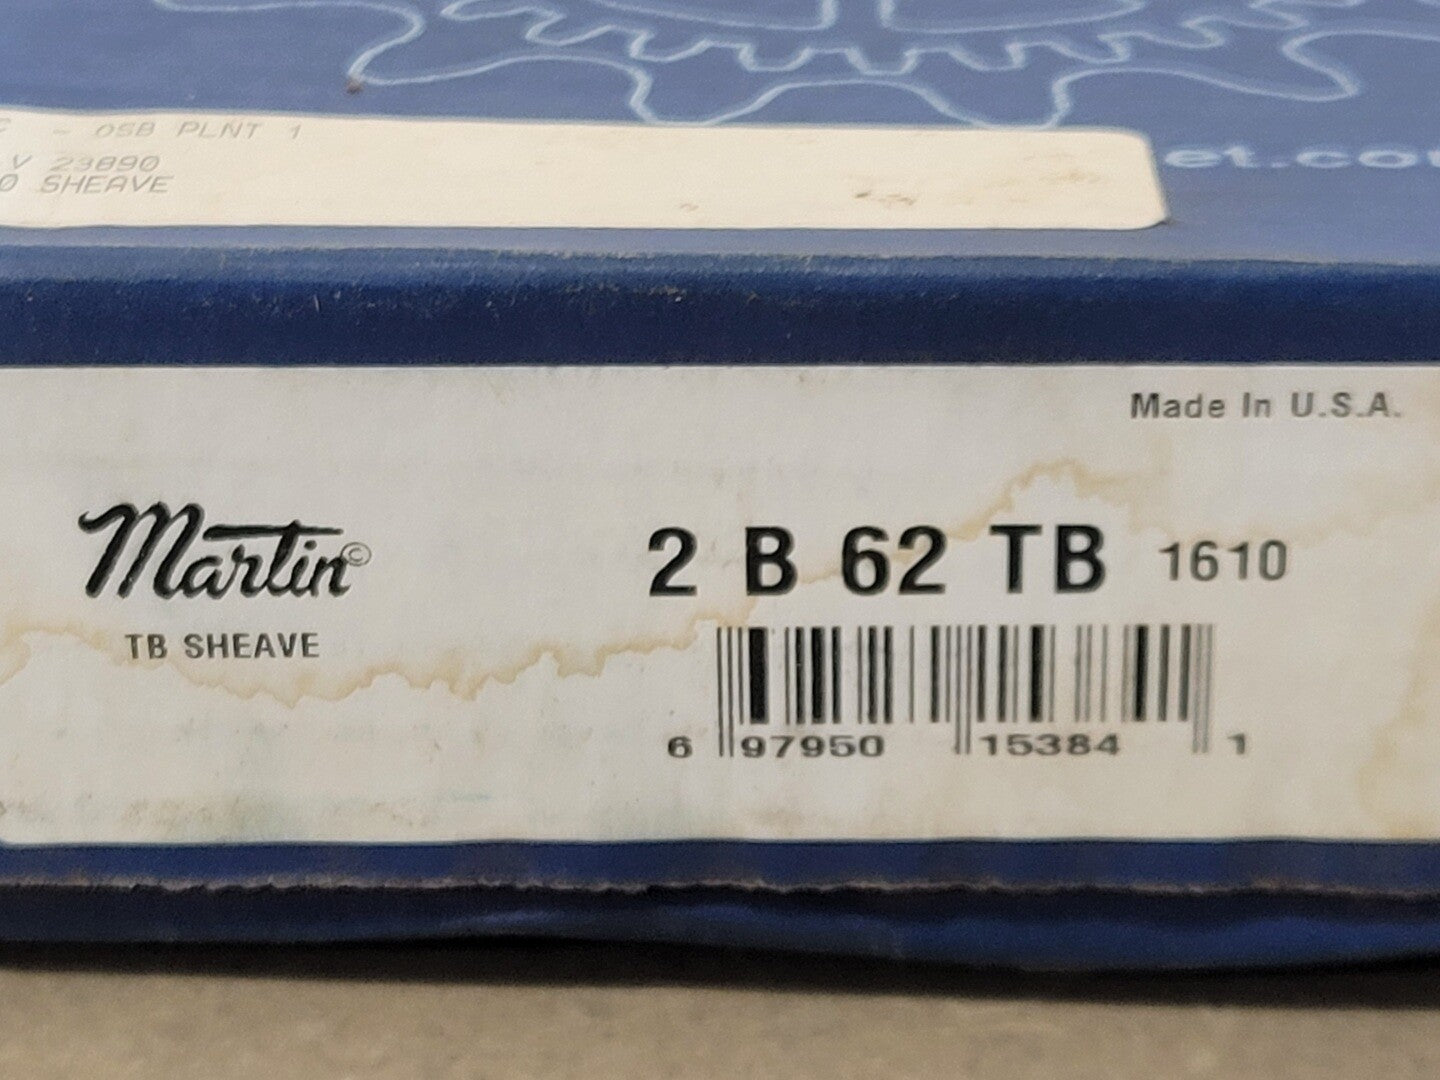 - OSB PLNT 1
V 23890
0 SHEAVE
et.co
Made In U.S.A.
Martin©
2 B 62 TB 1610
TB SHEAVE
6 97950 15384 1